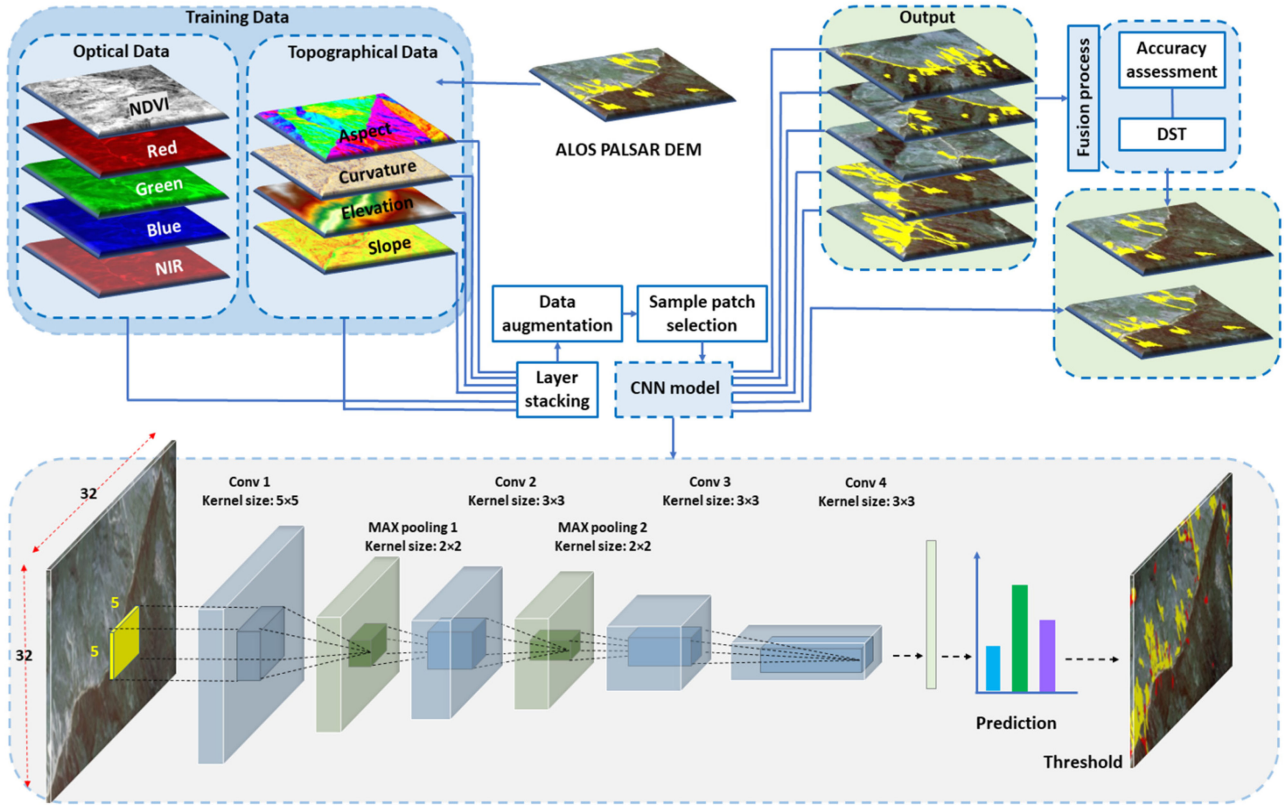 Training Data
Optical Data
NDVI
Red
Green
Blue
NIR
Topographical Data
Aspect
Curvature
Elevation
Slope
ALOS PALSAR DEM
Output
Fusion process
Accuracy
assessment
DST
Data
augmentation
Sample patch
selection
Layer
stacking
CNN model
32
32
5
5
Conv 1
Kernel size: 5×5
MAX pooling 1
Kernel size: 2×2
Conv 2
Kernel size: 3×3
MAX pooling 2
Kernel size: 2×2
Conv 3
Kernel size: 3×3
Conv 4
Kernel size: 3×3
Prediction
Threshold